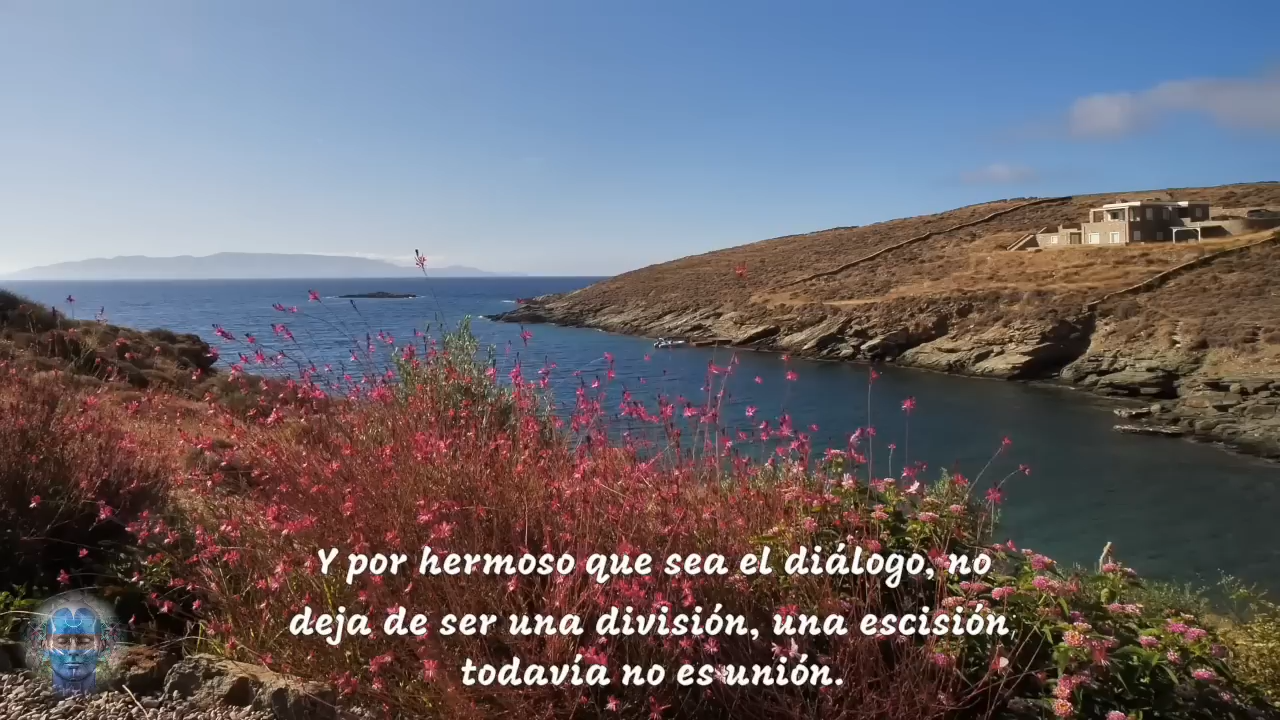 Y por hermoso que sea el diálogo, no
deja de ser una división, una escisión,
todavía no es unión.